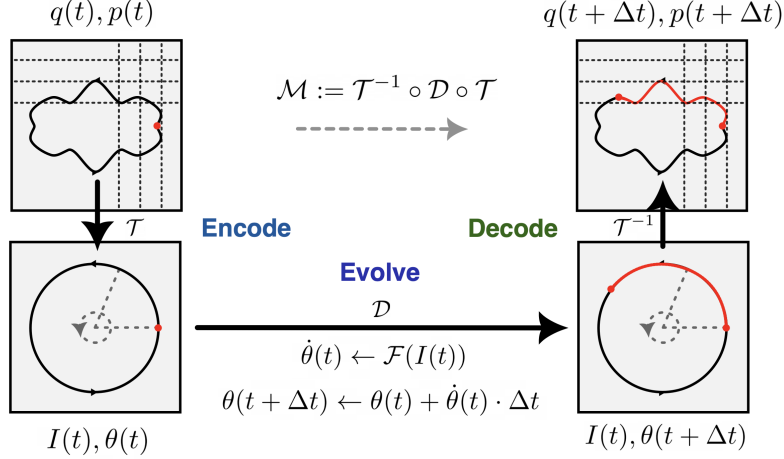 q(t), p(t)
q(t + Δt), p(t + Δt)
ℳ := 𝒯⁻¹ ∘ 𝒟 ∘ 𝒯
𝒯
Encode
Decode
𝒯⁻¹
Evolve
𝒟
θ̇(t) ← ℱ(I(t))
θ(t + Δt) ← θ(t) + θ̇(t) · Δt
I(t), θ(t)
I(t), θ(t + Δt)